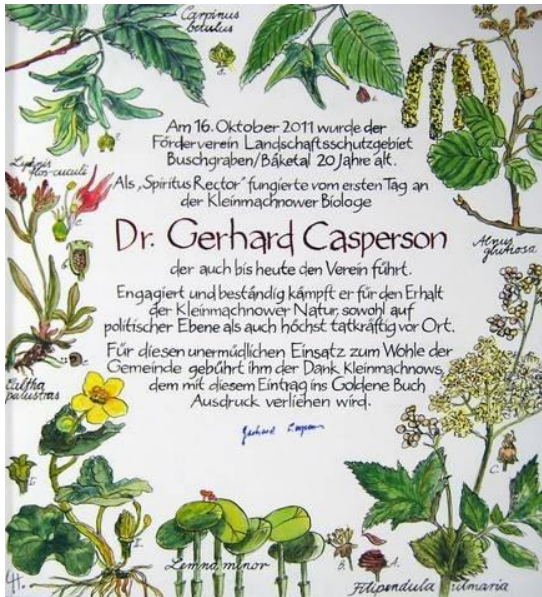 Carpinus
betulus
Am 16. Oktober 2011 wurde der
Förderverein Landschaftsschutzgebiet
Buschgraben/Bäketal 20 Jahre alt.
Als „Spiritus Rector“ fungierte vom ersten Tag an
der Kleinmachnower Biologe
Dr. Gerhard Casperson
der auch bis heute den Verein führt.
Engagiert und beständig kämpft er für den Erhalt
der Kleinmachnower Natur, sowohl auf
politischer Ebene als auch höchst tatkräftig vor Ort.
Für diesen unermüdlichen Einsatz zum Wohle der
Gemeinde gebührt ihm der Dank Kleinmachnows,
dem mit diesem Eintrag ins Goldene Buch
Ausdruck verliehen wird.
Gerhard Casperson
Lychnis
flos-cuculi
Alnus
glutinosa
Caltha
palustras
Lemna minor
Filipendula ulmaria